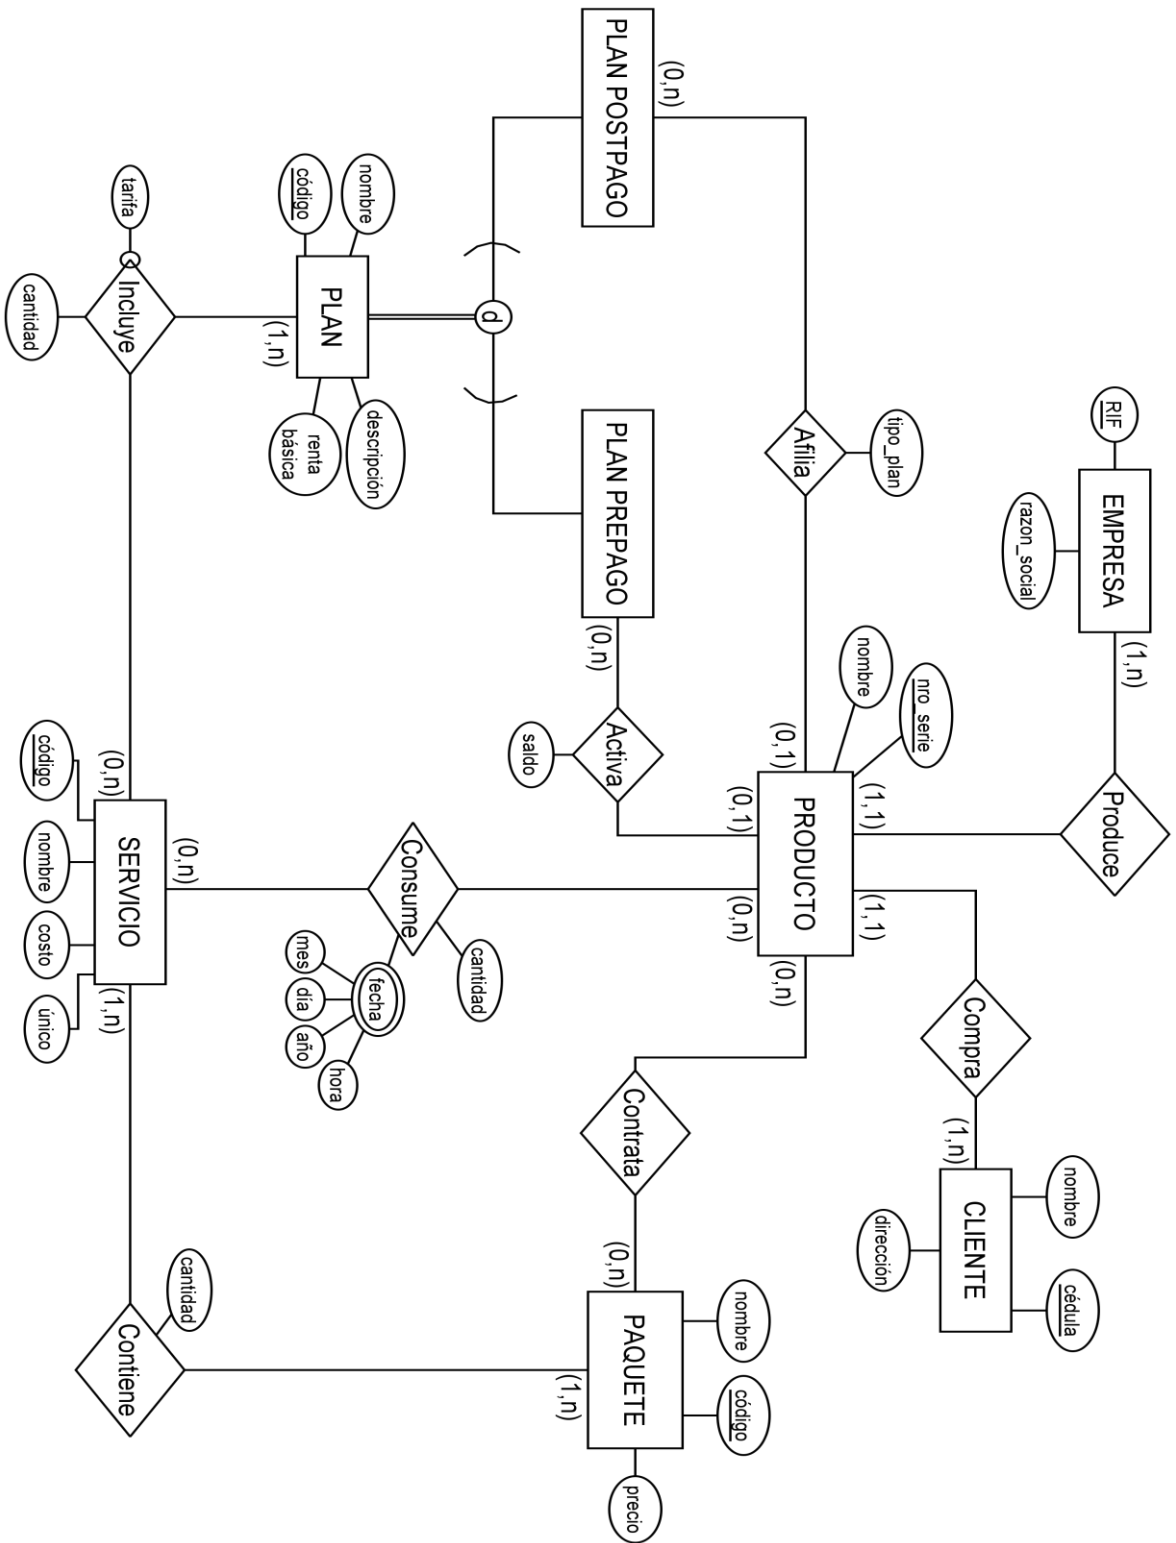 EMPRESA
RIF
razon_social
(1,n)
Produce
(1,1)
nro_serie
nombre
PRODUCTO
(1,1)
Compra
(1,n)
CLIENTE
nombre
cédula
dirección
(0,1)
Afilia
tipo_plan
(0,n)
PLAN POSTPAGO
(0,1)
Activa
saldo
(0,n)
PLAN PREPAGO
d
PLAN
código
nombre
descripción
renta
básica
(1,n)
Incluye
tarifa
cantidad
(0,n)
SERVICIO
código
nombre
costo
único
(0,n)
Consume
cantidad
fecha
mes
día
año
hora
(0,n)
(0,n)
Contrata
(0,n)
PAQUETE
nombre
código
precio
(1,n)
Contiene
cantidad
(1,n)